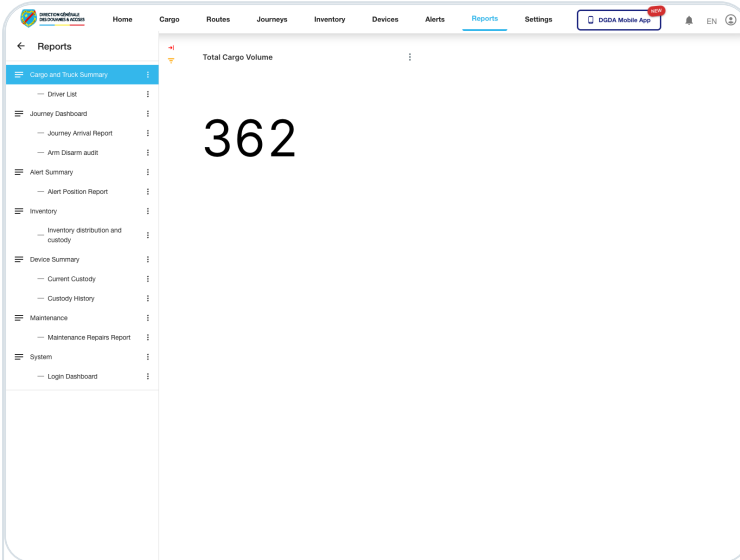 DIRECTION GÉNÉRALE
DES DOUANES & ACCISES
Home
Cargo
Routes
Journeys
Inventory
Devices
Alerts
Reports
Settings
DGDA Mobile App
NEW
EN
Reports
Cargo and Truck Summary
— Driver List
Journey Dashboard
— Journey Arrival Report
— Arm Disarm audit
Alert Summary
— Alert Position Report
Inventory
— Inventory distribution and
custody
Device Summary
— Current Custody
— Custody History
Maintenance
— Maintenance Repairs Report
System
— Login Dashboard
Total Cargo Volume
362